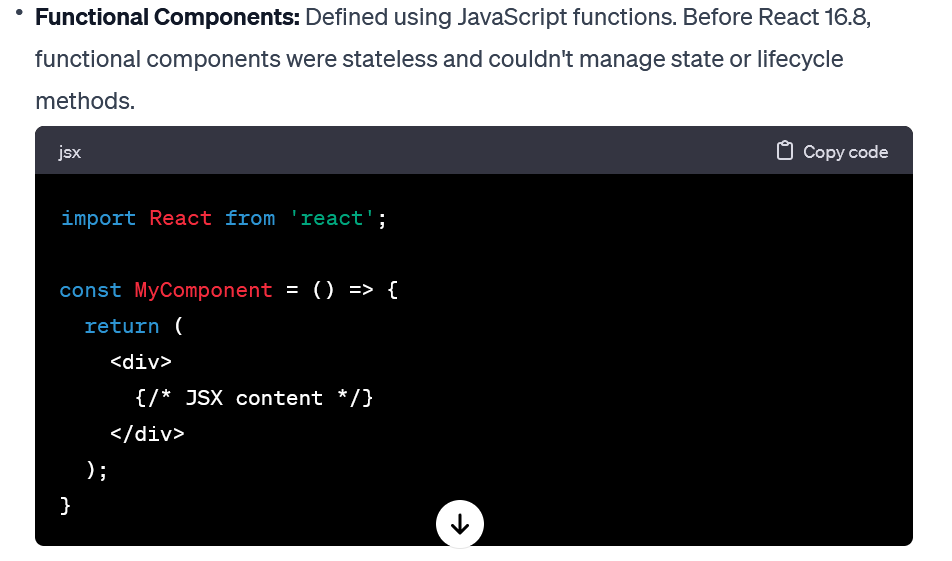 • Functional Components: Defined using JavaScript functions. Before React 16.8,
functional components were stateless and couldn't manage state or lifecycle
methods.
jsx
Copy code
import React from 'react';
const MyComponent = () => {
  return (
    <div>
      {/* JSX content */}
    </div>
  );
}